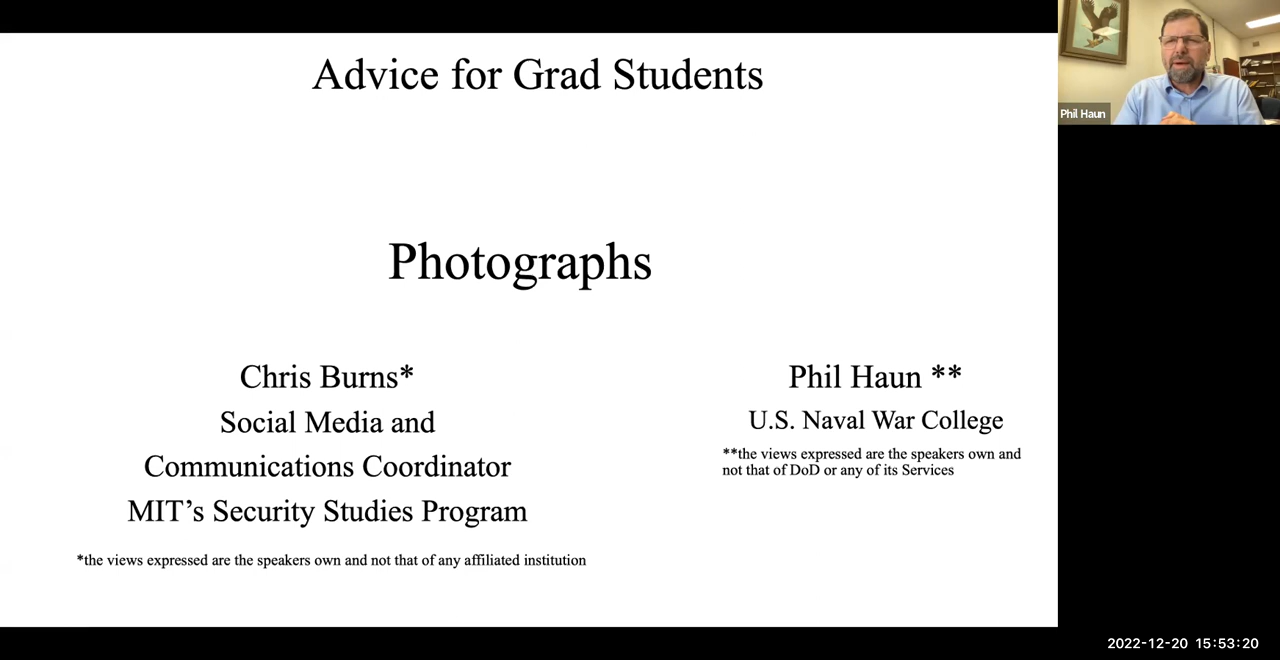 Advice for Grad Students
Photographs
Chris Burns*
Social Media and
Communications Coordinator
MIT’s Security Studies Program
*the views expressed are the speakers own and not that of any affiliated institution
Phil Haun **
U.S. Naval War College
**the views expressed are the speakers own and
not that of DoD or any of its Services
Phil Haun
2022-12-20 15:53:20